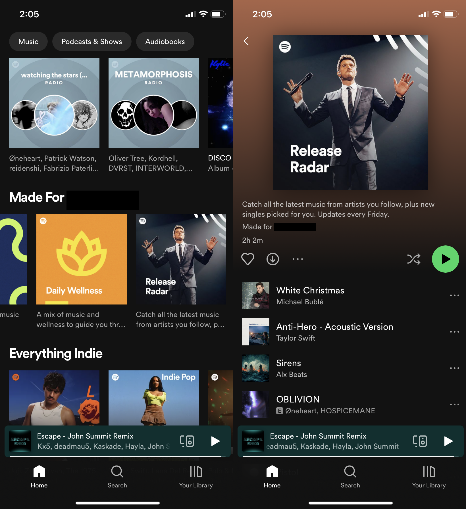 2:05
Music
Podcasts & Shows
Audiobooks
watching the stars (...
RADIO
METAMORPHOSIS
RADIO
Øneheart, Patrick Watson,
reidenshi, Fabrizio Paterli...
Oliver Tree, Kordhell,
DVRST, INTERWORLD, ...
DISCO
Album
Made For
Daily Wellness
Release
Radar
music
A mix of music and
wellness to guide you thr...
Catch all the latest music
from artists you follow, p...
Everything Indie
Indie Pop
Escape - John Summit Remix
Kx5, deadmau5, Kaskade, Hayla, John S
Home
Search
Your Library
2:05
Release
Radar
Catch all the latest music from artists you follow, plus new
singles picked for you. Updates every Friday.
Made for
2h 2m
White Christmas
Michael Bublé
Anti-Hero - Acoustic Version
Taylor Swift
Sirens
Alx Beats
OBLIVION
E Øneheart, HOSPICEMANE
Escape - John Summit Remix
deadmau5, Kaskade, Hayla, John Summit
Home
Search
Your Library